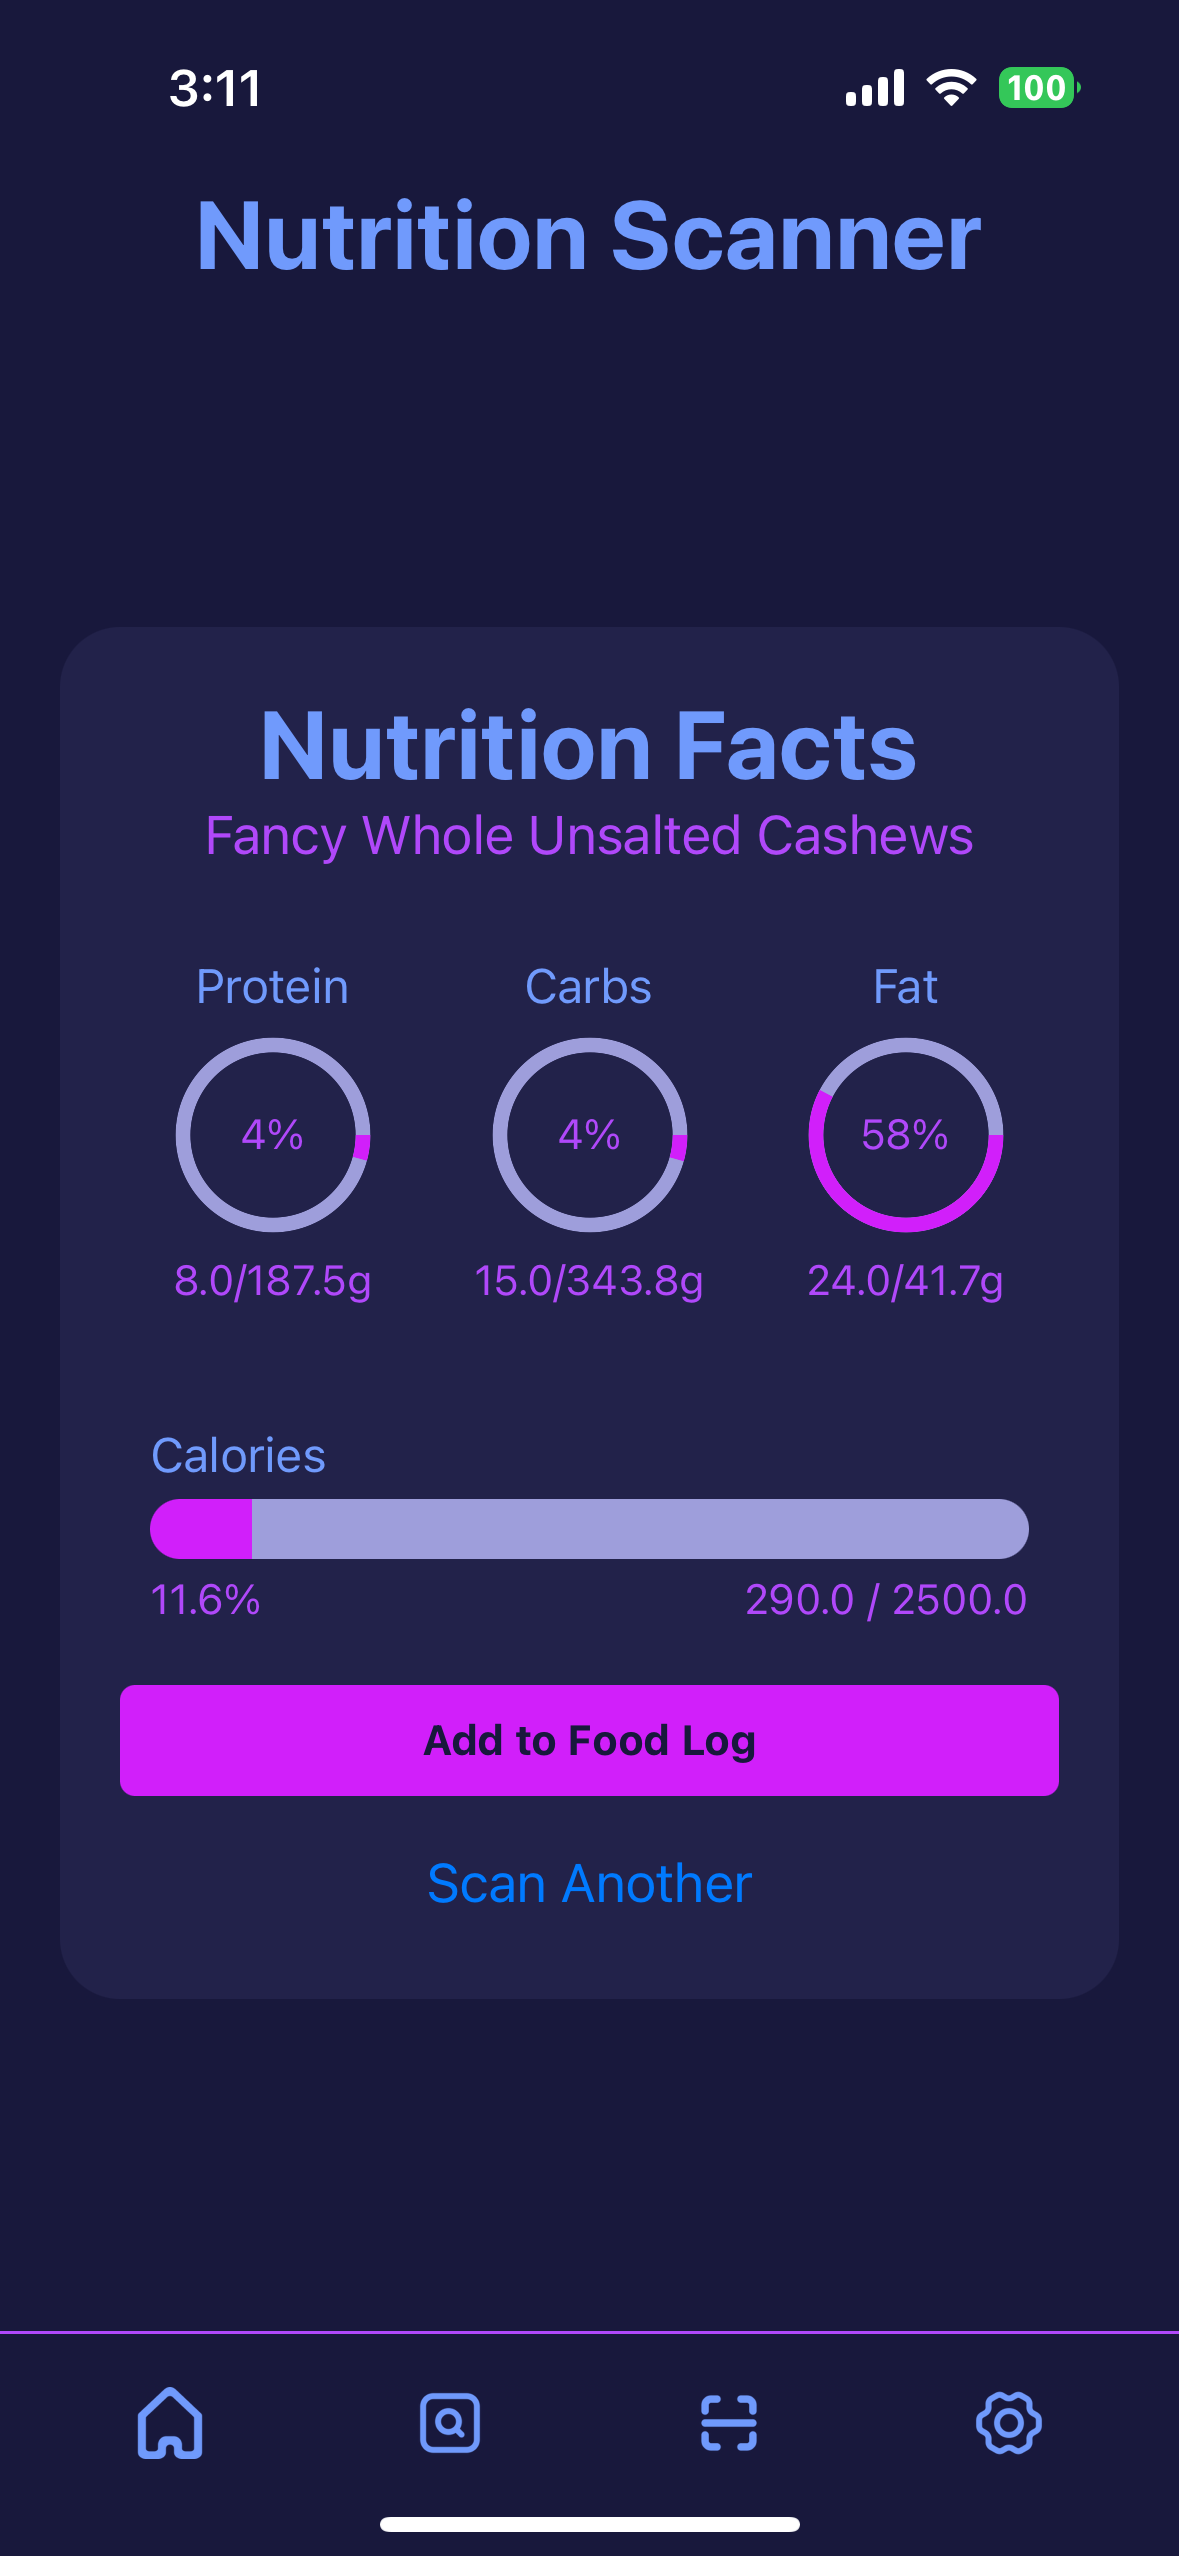 3:11
100
Nutrition Scanner
Nutrition Facts
Fancy Whole Unsalted Cashews
Protein Carbs Fat
4% 4% 58%
8.0/187.5g 15.0/343.8g 24.0/41.7g
Calories
11.6% 290.0 / 2500.0
Add to Food Log
Scan Another